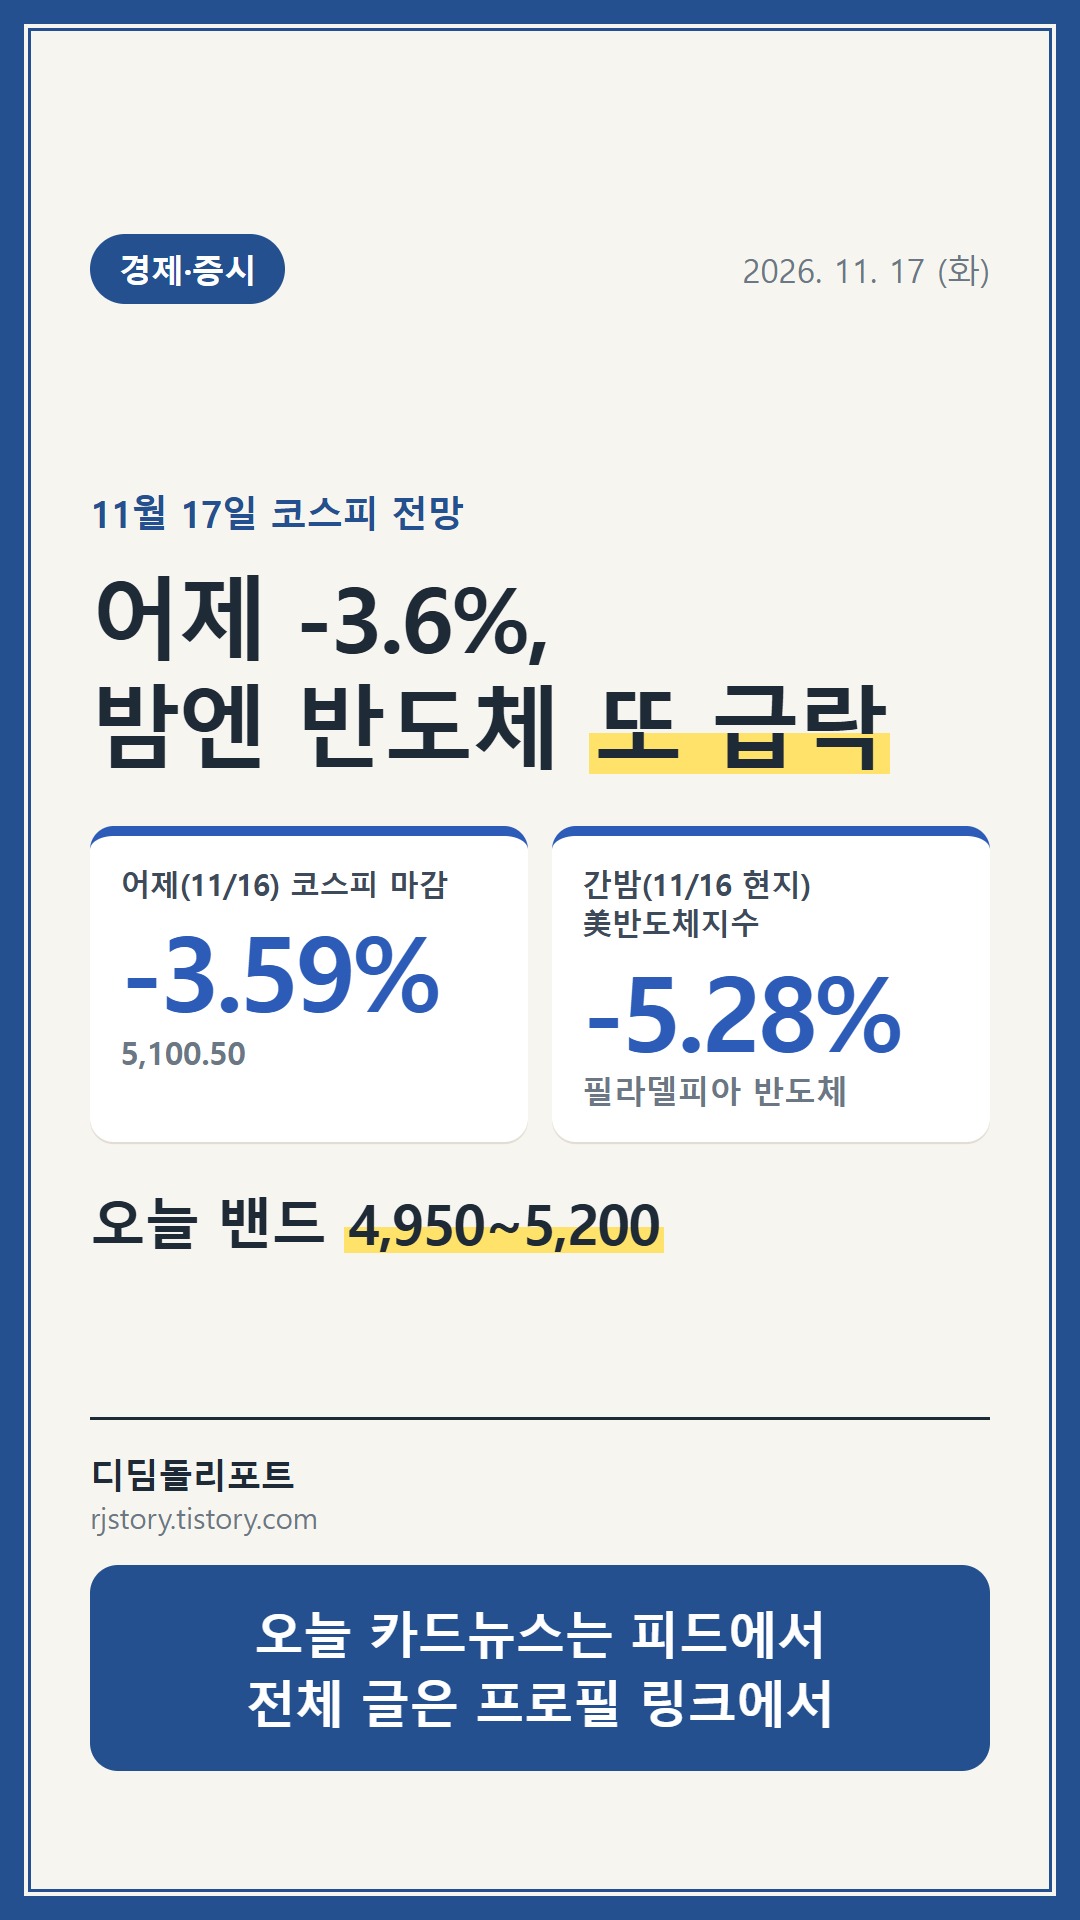 경제·증시
2026. 11. 17 (화)
11월 17일 코스피 전망
어제 -3.6%,
밤엔 반도체 또 급락
어제(11/16) 코스피 마감
-3.59%
5,100.50
간밤(11/16 현지)
美반도체지수
-5.28%
필라델피아 반도체
오늘 밴드 4,950~5,200
디딤돌리포트
rjstory.tistory.com
오늘 카드뉴스는 피드에서
전체 글은 프로필 링크에서